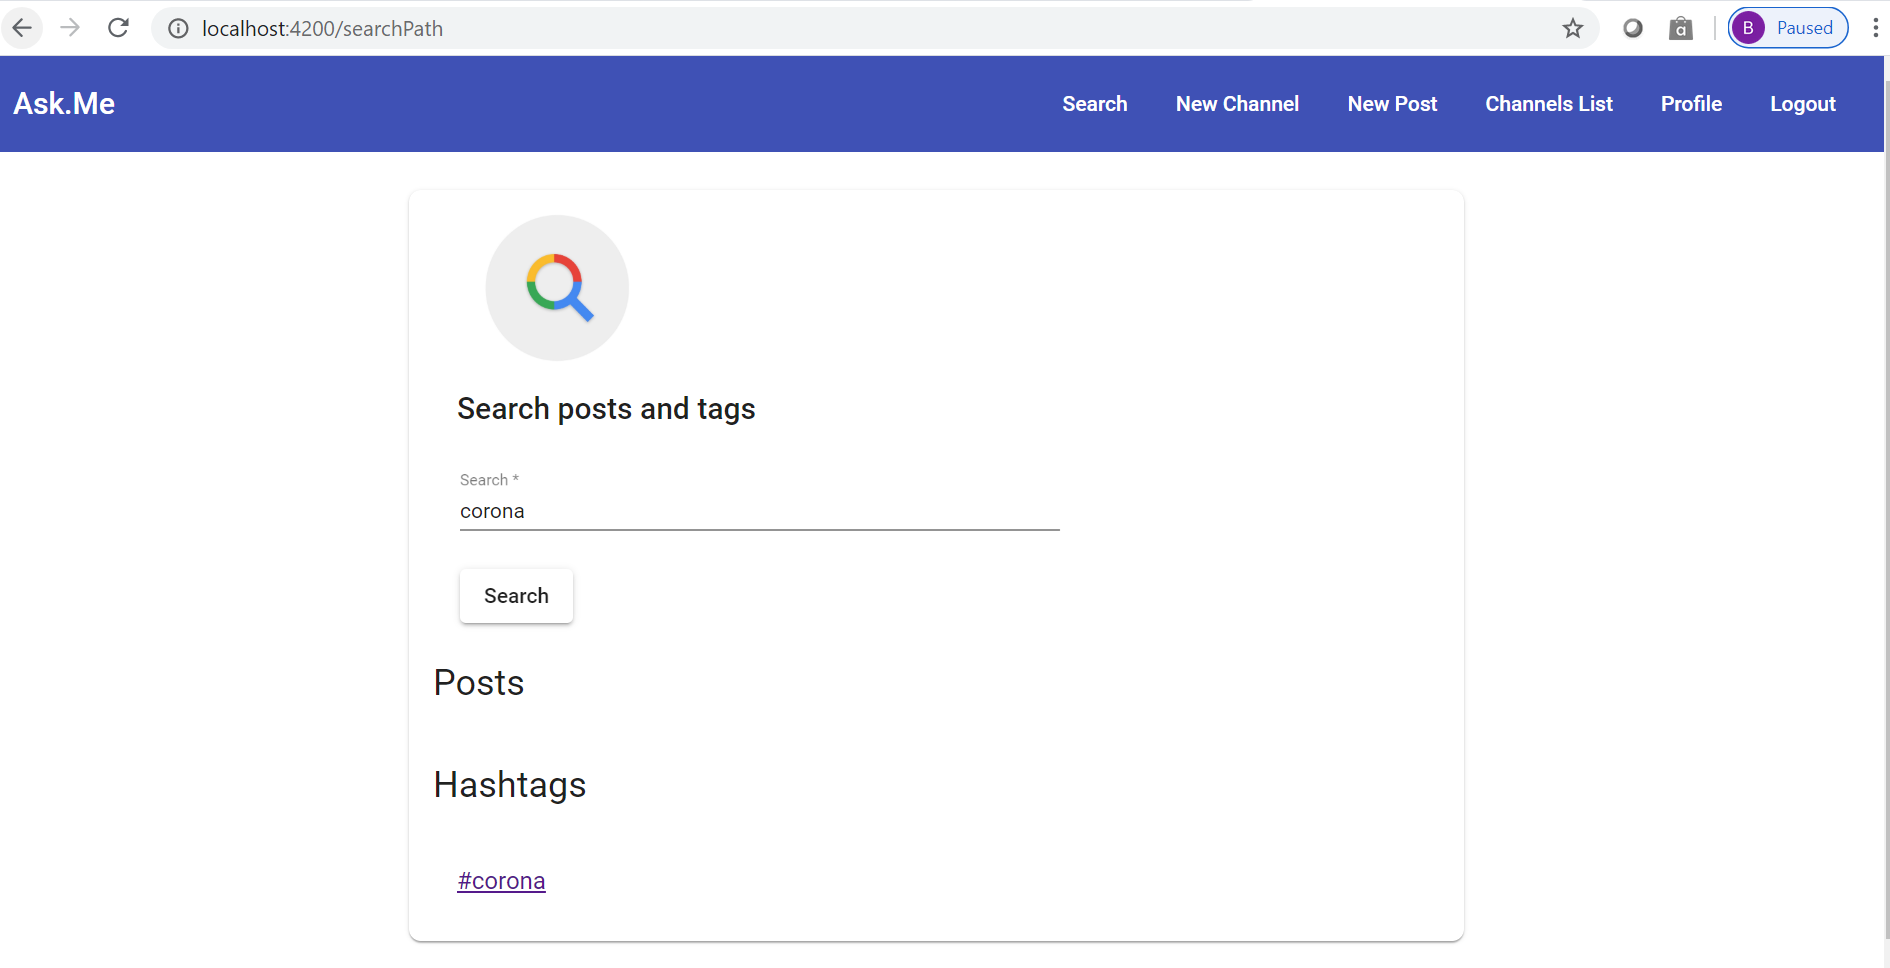 localhost:4200/searchPath
B Paused
Ask.Me
Search New Channel New Post Channels List Profile Logout
Search posts and tags
Search *
corona
Search
Posts
Hashtags
#corona